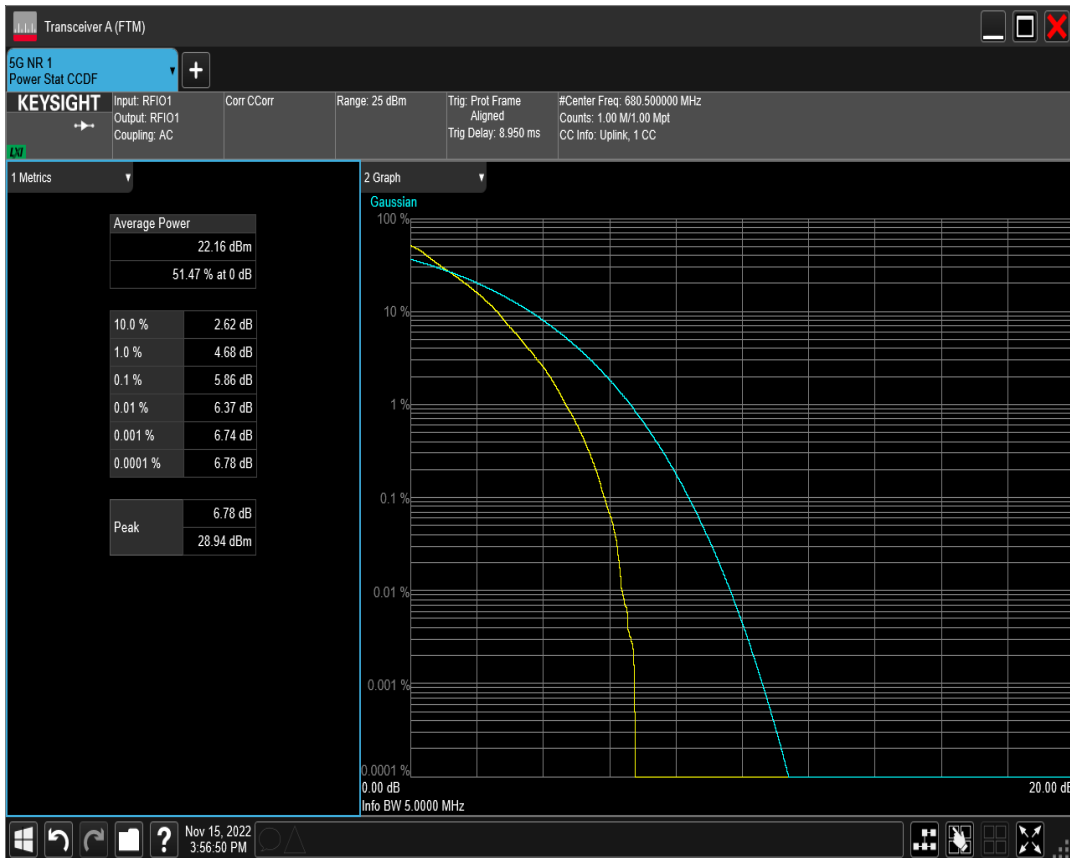 Transceiver A (FTM)
5G NR 1
Power Stat CCDF
+
KEYSIGHT
LXI
Input: RFIO1
Output: RFIO1
Coupling: AC
Corr CCorr
Range: 25 dBm
Trig: Prot Frame
Aligned
Trig Delay: 8.950 ms
#Center Freq: 680.500000 MHz
Counts: 1.00 M/1.00 Mpt
CC Info: Uplink, 1 CC
1 Metrics
Average Power
22.16 dBm
51.47 % at 0 dB
10.0 % 2.62 dB
1.0 % 4.68 dB
0.1 % 5.86 dB
0.01 % 6.37 dB
0.001 % 6.74 dB
0.0001 % 6.78 dB
Peak
6.78 dB
28.94 dBm
2 Graph
Gaussian
100 %
10 %
1 %
0.1 %
0.01 %
0.001 %
0.0001 %
0.00 dB 20.00 dB
Info BW 5.0000 MHz
?
Nov 15, 2022
3:56:50 PM